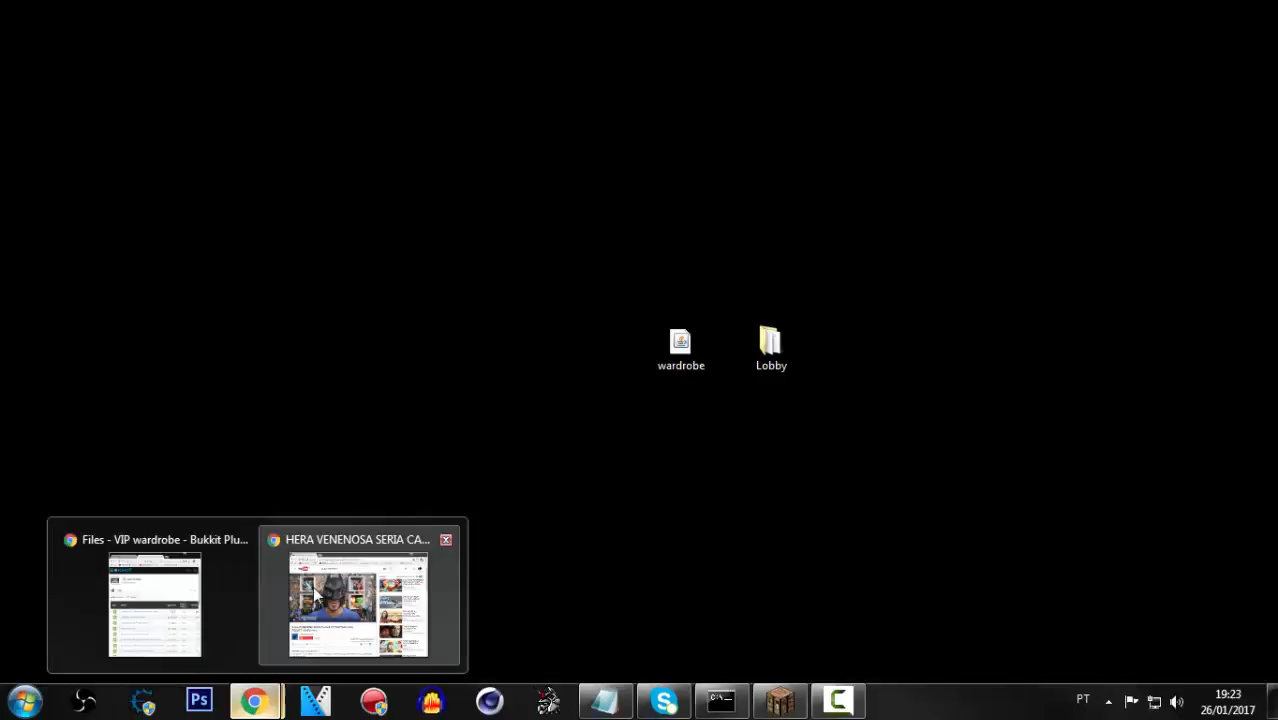 wardrobe
Lobby
Files - VIP wardrobe - Bukkit Plu...
HERA VENENOSA SERIA CA...
Ps
C:\
PT
19:23
26/01/2017